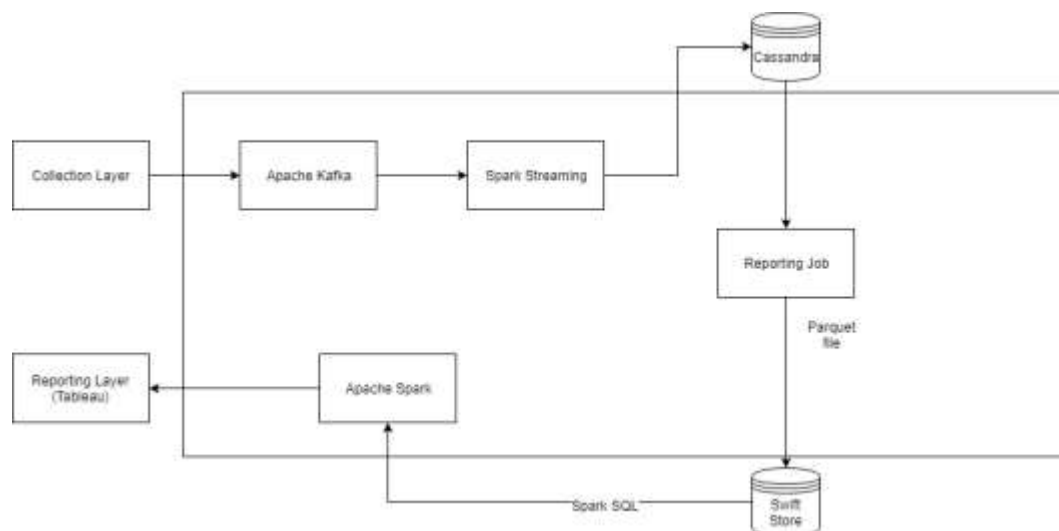 Cassandra
Collection Layer
Apache Kafka
Spark Streaming
Reporting Job
Parquet
file
Reporting Layer
(Tableau)
Apache Spark
Spark SQL
Swift
Store